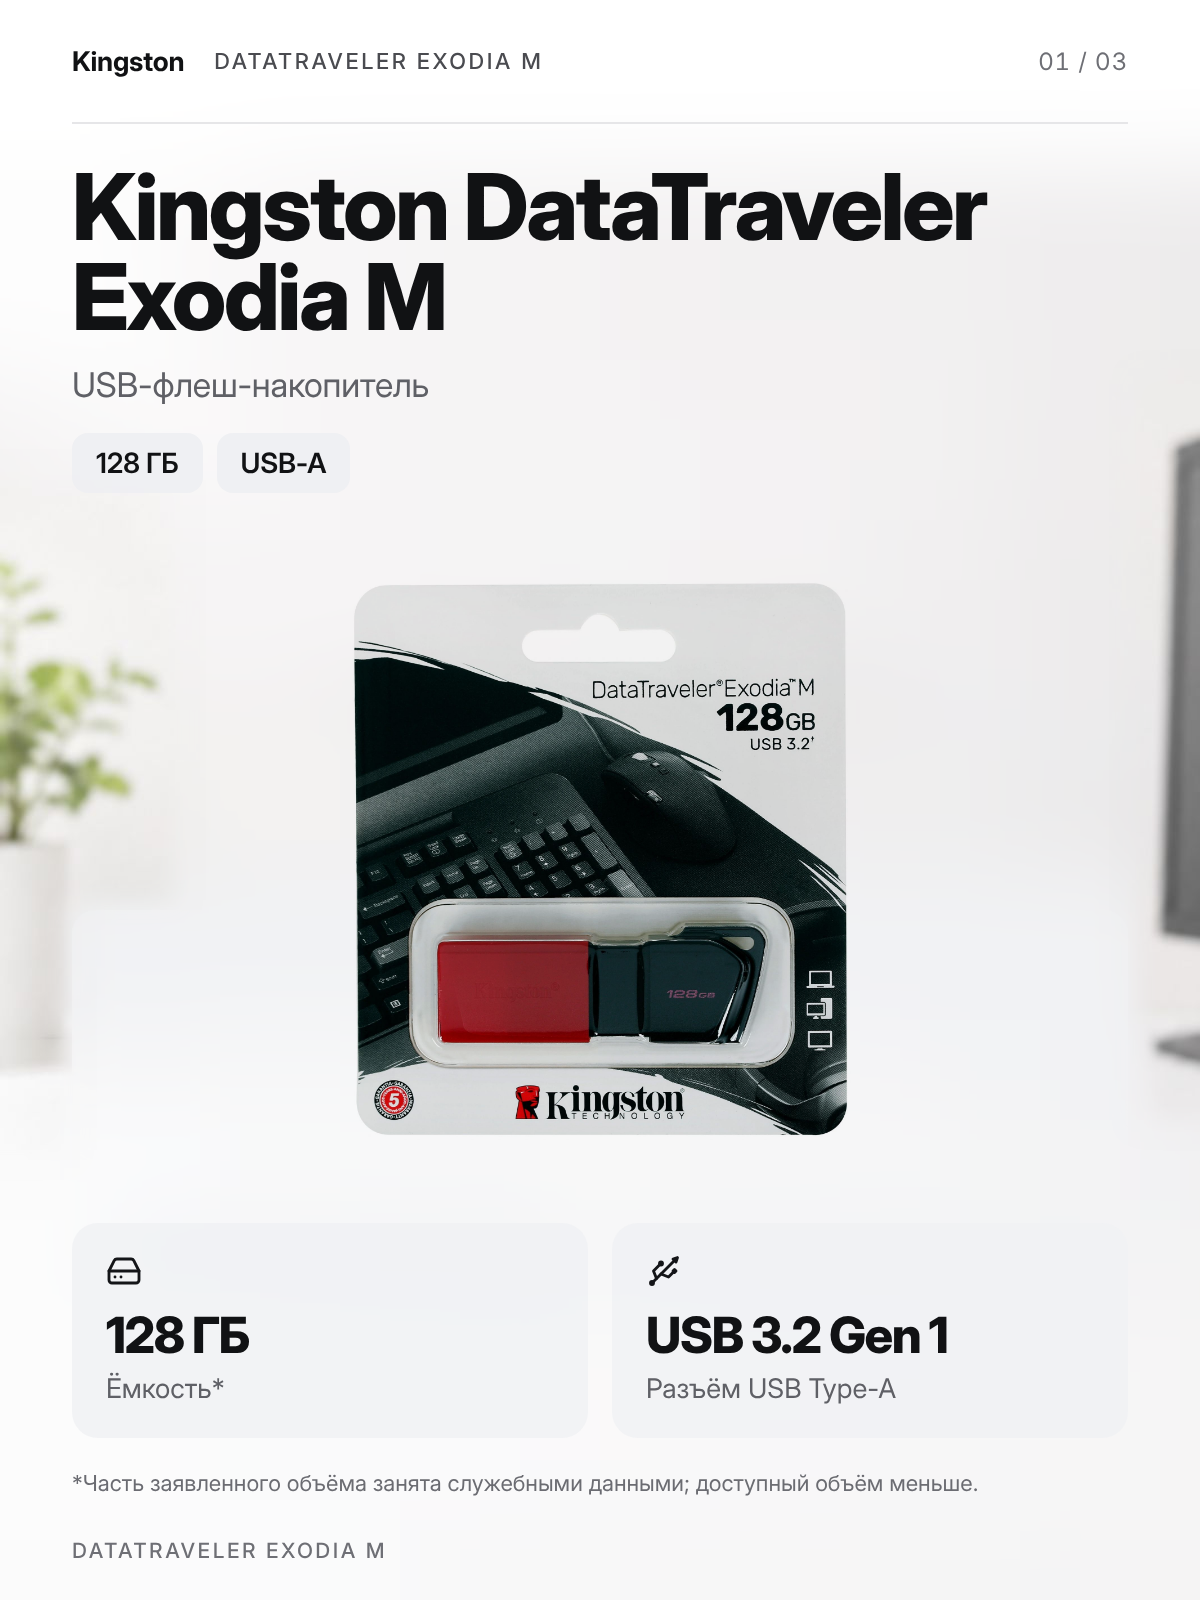 Kingston DATATRAVELER EXODIA M 01 / 03
Kingston DataTraveler
Exodia M
USB-флеш-накопитель
128 ГБ USB-A
DataTraveler® Exodia™ M
128GB
USB 3.2†
128GB
5
Kingston
TECHNOLOGY
128 ГБ
Ёмкость*
USB 3.2 Gen 1
Разъём USB Type-A
*Часть заявленного объёма занята служебными данными; доступный объём меньше.
DATATRAVELER EXODIA M